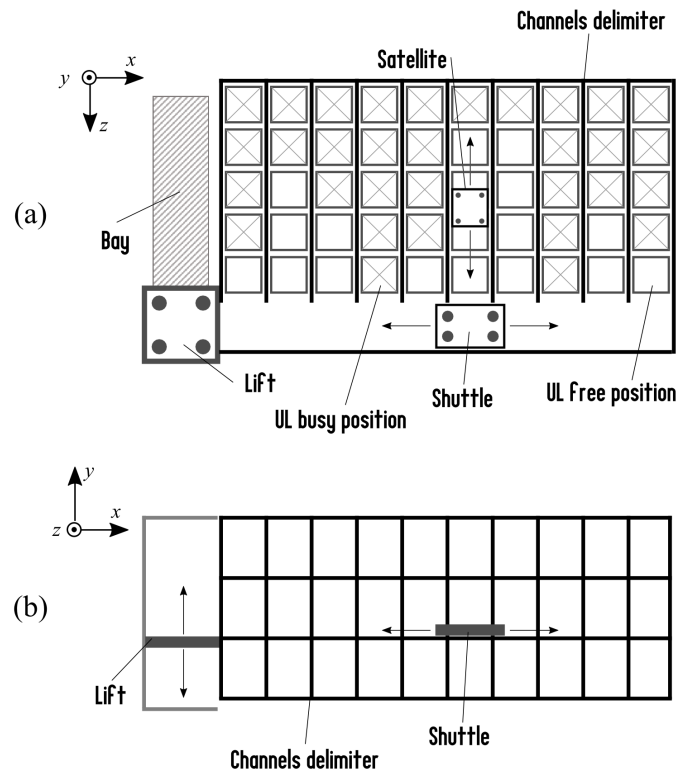 Channels delimiter
Satellite
y
x
z
(a)
Bay
Lift
UL busy position
Shuttle
UL free position
y
z
x
(b)
Lift
Shuttle
Channels delimiter